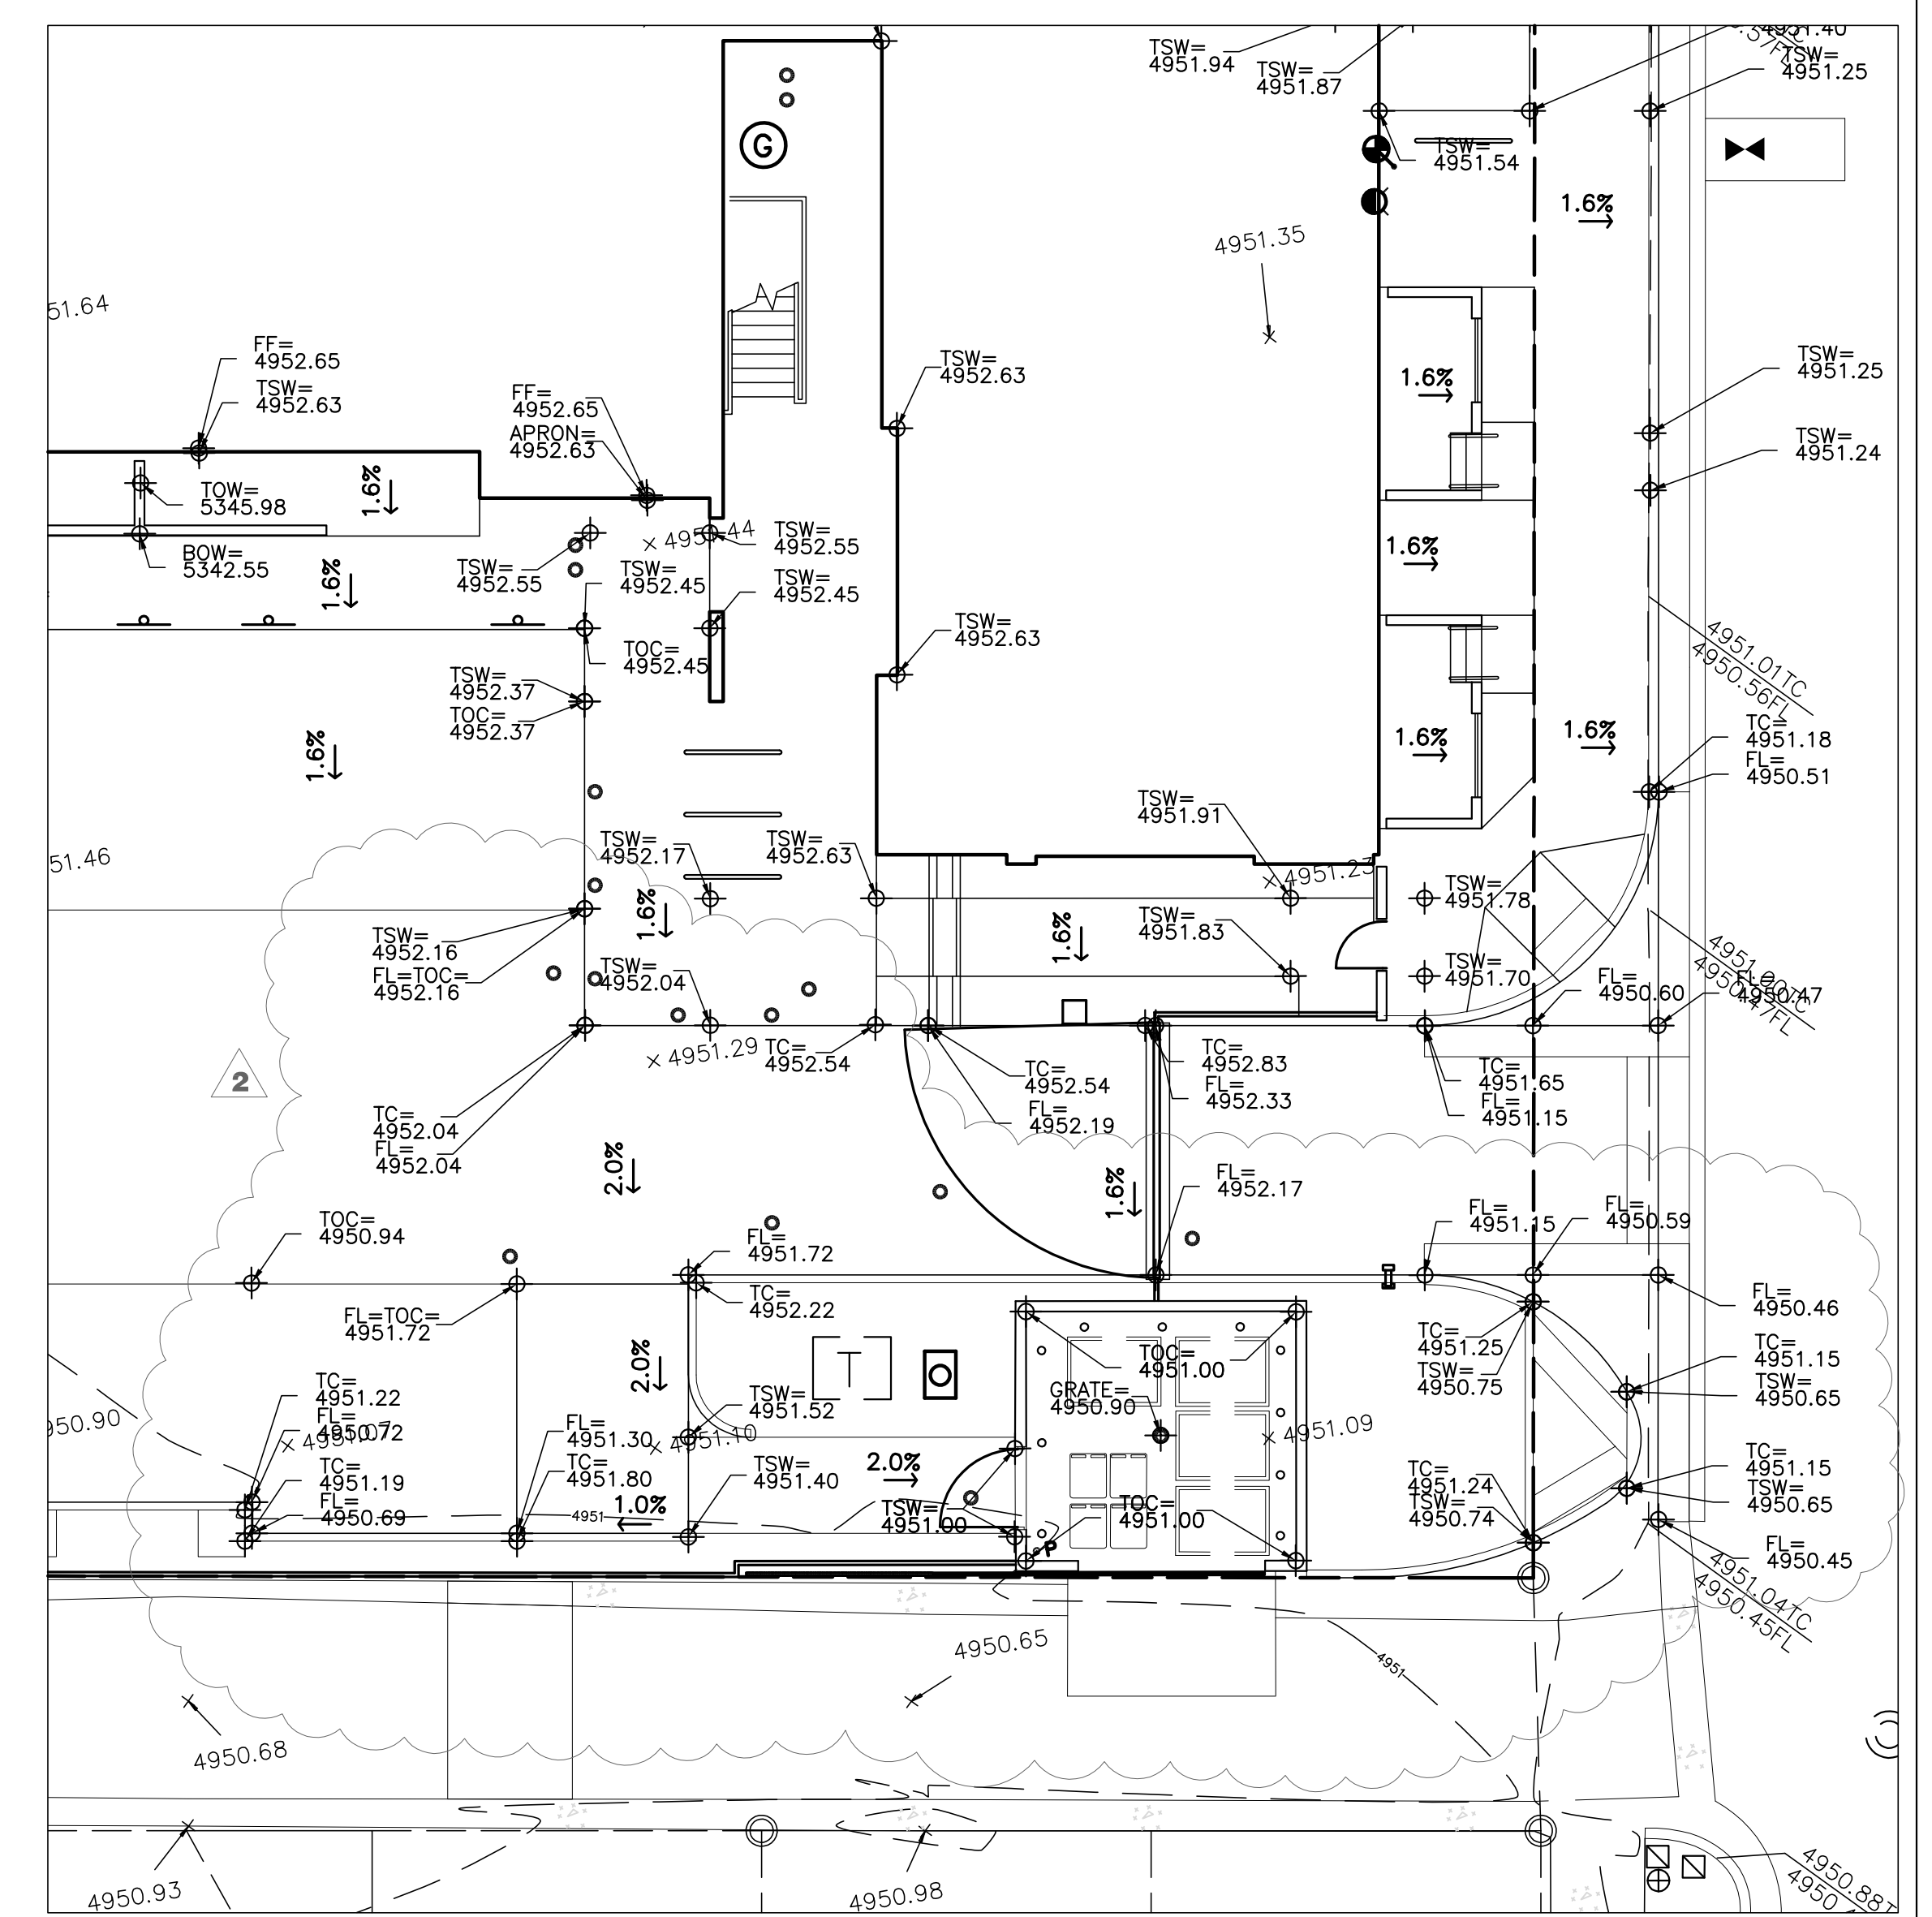 4951.40
TSW=
4951.94
TSW=
4951.87
TSW=
4951.25
G
TSW=
4951.54
1.6%
4951.35
51.64
FF=
4952.65
TSW=
4952.63
FF=
4952.65
APRON=
4952.63
TSW=
4952.63
1.6%
TSW=
4951.25
TSW=
4951.24
1.6%
TOW=
5345.98
BOW=
5342.55
1.6%
4951.44
TSW=
4952.55
TSW=
4952.55
TSW=
4952.45
TSW=
4952.45
1.6%
TOC=
4952.45
TSW=
4952.63
TSW=
4952.37
TOC=
4952.37
4951.01TC
4950.56FL
1.6%
1.6%
1.6%
TC=
4951.18
FL=
4950.51
TSW=
4951.91
51.46
TSW=
4952.17
TSW=
4952.63
4951.23
TSW=
4951.78
1.6%
1.6%
TSW=
4951.83
TSW=
4952.16
FL=TOC=
4952.16
TSW=
4952.04
TSW=
4951.70
FL=
4950.60
FL=
4950.47
4950.47FL
4951.29
TC=
4952.54
TC=
4952.54
FL=
4952.19
TC=
4952.83
FL=
4952.33
TC=
4951.65
FL=
4951.15
2
TC=
4952.04
FL=
4952.04
2.0%
1.6%
FL=
4952.17
TOC=
4950.94
FL=
4951.72
FL=
4951.15
FL=
4950.59
FL=TOC=
4951.72
TC=
4952.22
FL=
4950.46
TC=
4951.25
TSW=
4950.75
TC=
4951.15
TSW=
4950.65
2.0%
T
TOC=
4951.00
GRATE=
4950.90
TC=
4951.22
FL=
4950.72
4951.07
950.90
TSW=
4951.52
FL=
4951.30
TC=
4951.80
4951.10
4951.09
2.0%
TC=
4951.19
FL=
4950.69
TSW=
4951.40
1.0%
4951
TSW=
4951.00
TOC=
4951.00
P
TC=
4951.24
TSW=
4950.74
TC=
4951.15
TSW=
4950.65
FL=
4950.45
4951.04TC
4950.45FL
4950.65
4951
4950.68
4950.93
4950.98
4950.88T
4950